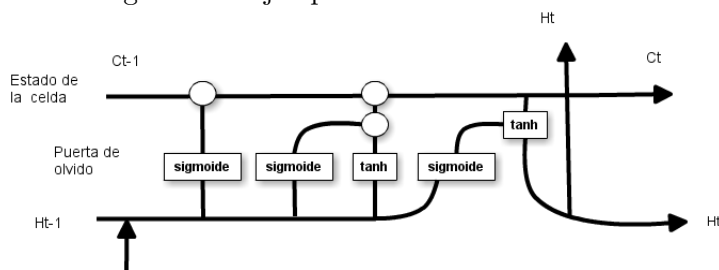 Ht
Ct-1
Ct
Estado de
la celda
tanh
Puerta de
olvido
sigmoide
sigmoide
tanh
sigmoide
Ht-1
Ht